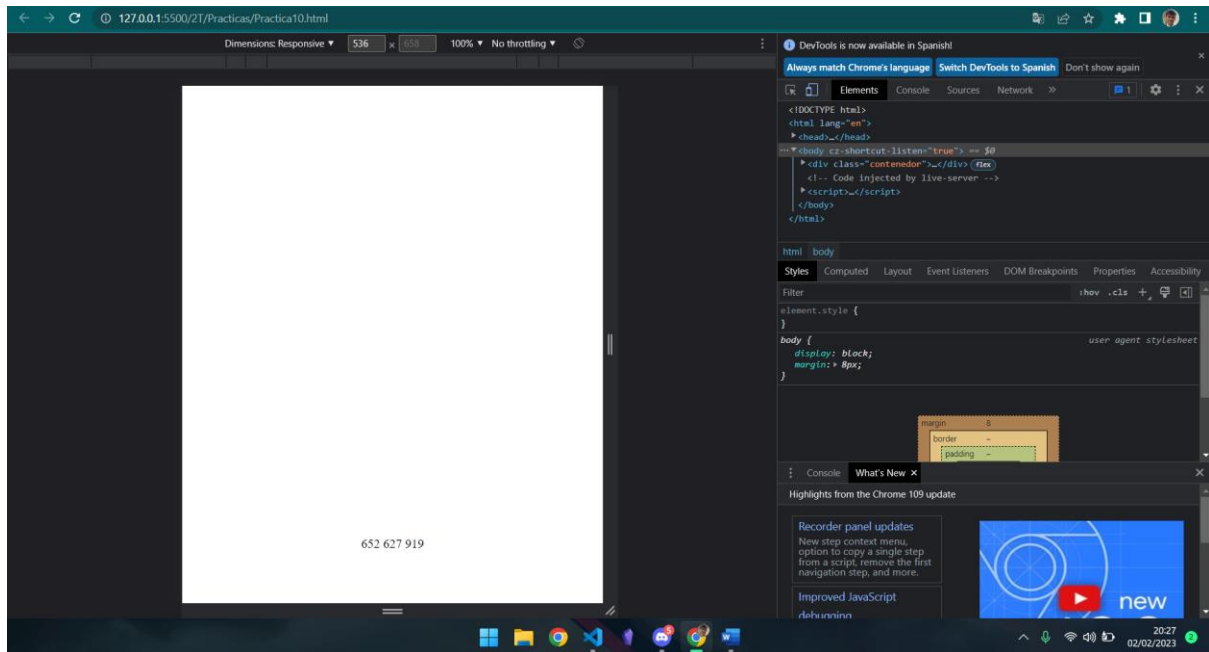 127.0.0.1:5500/2T/Practicas/Practica10.html
Dimensions: Responsive ▼ 536 × 658 100% ▼ No throttling ▼
652 627 919
DevTools is now available in Spanish!
Always match Chrome's language Switch DevTools to Spanish Don't show again
Elements Console Sources Network » 1
<!DOCTYPE html>
<html lang="en">
<head>…</head>
<body cz-shortcut-listen="true"> == $0
<div class="contenedor">…</div> flex
<!-- Code injected by live-server -->
<script>…</script>
</body>
</html>
html body
Styles Computed Layout Event Listeners DOM Breakpoints Properties Accessibility
Filter :hov .cls +
element.style {
}
body { user agent stylesheet
display: block;
margin: 8px;
}
margin 8
border –
padding –
Console What's New ×
Highlights from the Chrome 109 update
Recorder panel updates
New step context menu,
option to copy a single step
from a script, remove the first
navigation step, and more.
Improved JavaScript
debugging
new
20:27
02/02/2023 2